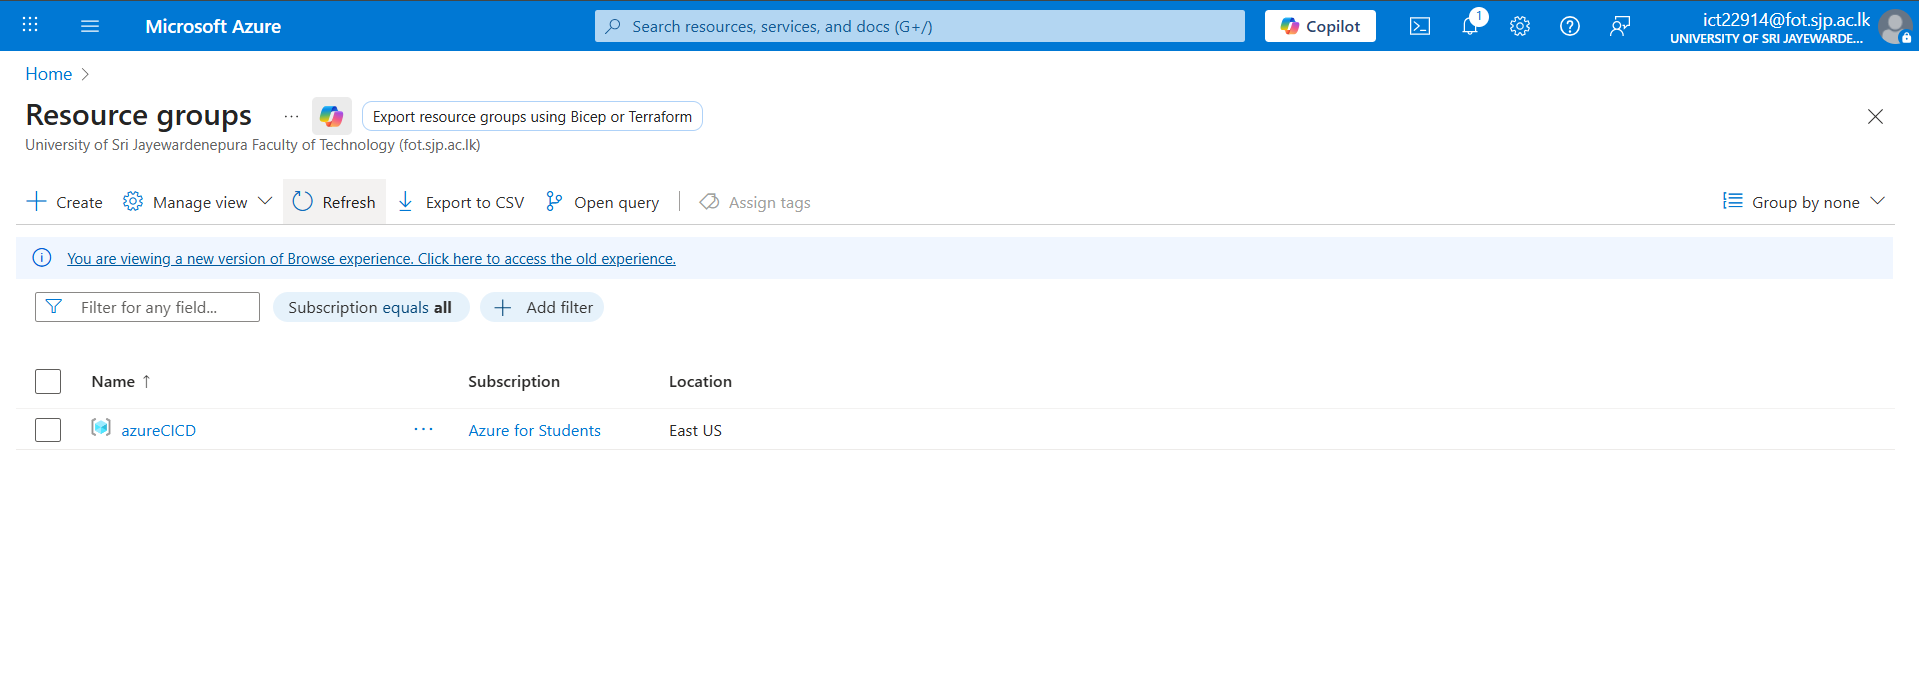 Microsoft Azure
Search resources, services, and docs (G+/)
Copilot
1
ict22914@fot.sjp.ac.lk
UNIVERSITY OF SRI JAYEWARDE...
Home
Resource groups
...
Export resource groups using Bicep or Terraform
University of Sri Jayewardenepura Faculty of Technology (fot.sjp.ac.lk)
Create
Manage view
Refresh
Export to CSV
Open query
Assign tags
Group by none
You are viewing a new version of Browse experience. Click here to access the old experience.
Filter for any field...
Subscription equals all
Add filter
Name ↑
Subscription
Location
azureCICD
...
Azure for Students
East US